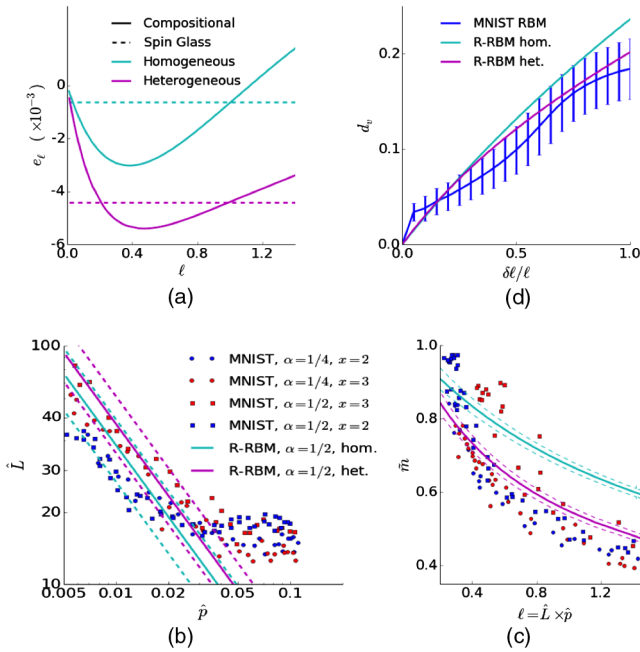 Compositional
Spin Glass
Homogeneous
Heterogeneous
0
-2
-4
-6
e_ℓ (×10⁻³)
0.0 0.4 0.8 1.2
ℓ
(a)
MNIST RBM
R-RBM hom.
R-RBM het.
0.2
0.1
0.0
d_v
0.0 0.5 1.0
δℓ/ℓ
(d)
100
40
30
20
10
L̂
MNIST, α=1/4, x=2
MNIST, α=1/4, x=3
MNIST, α=1/2, x=3
MNIST, α=1/2, x=2
R-RBM, α=1/2, hom.
R-RBM, α=1/2, het.
0.005 0.01 0.02 0.05 0.1
p̂
(b)
1.0
0.8
0.6
0.4
m̄
0.4 0.8 1.2
ℓ=L̂×p̂
(c)